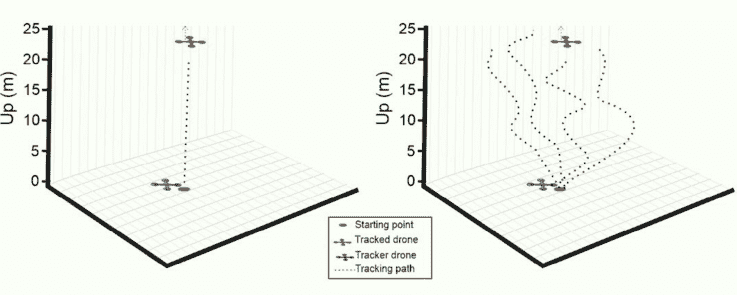 25
20
15
10
5
0
Up (m)
25
20
15
10
5
0
Up (m)
Starting point
Tracked drone
Tracker drone
Tracking path